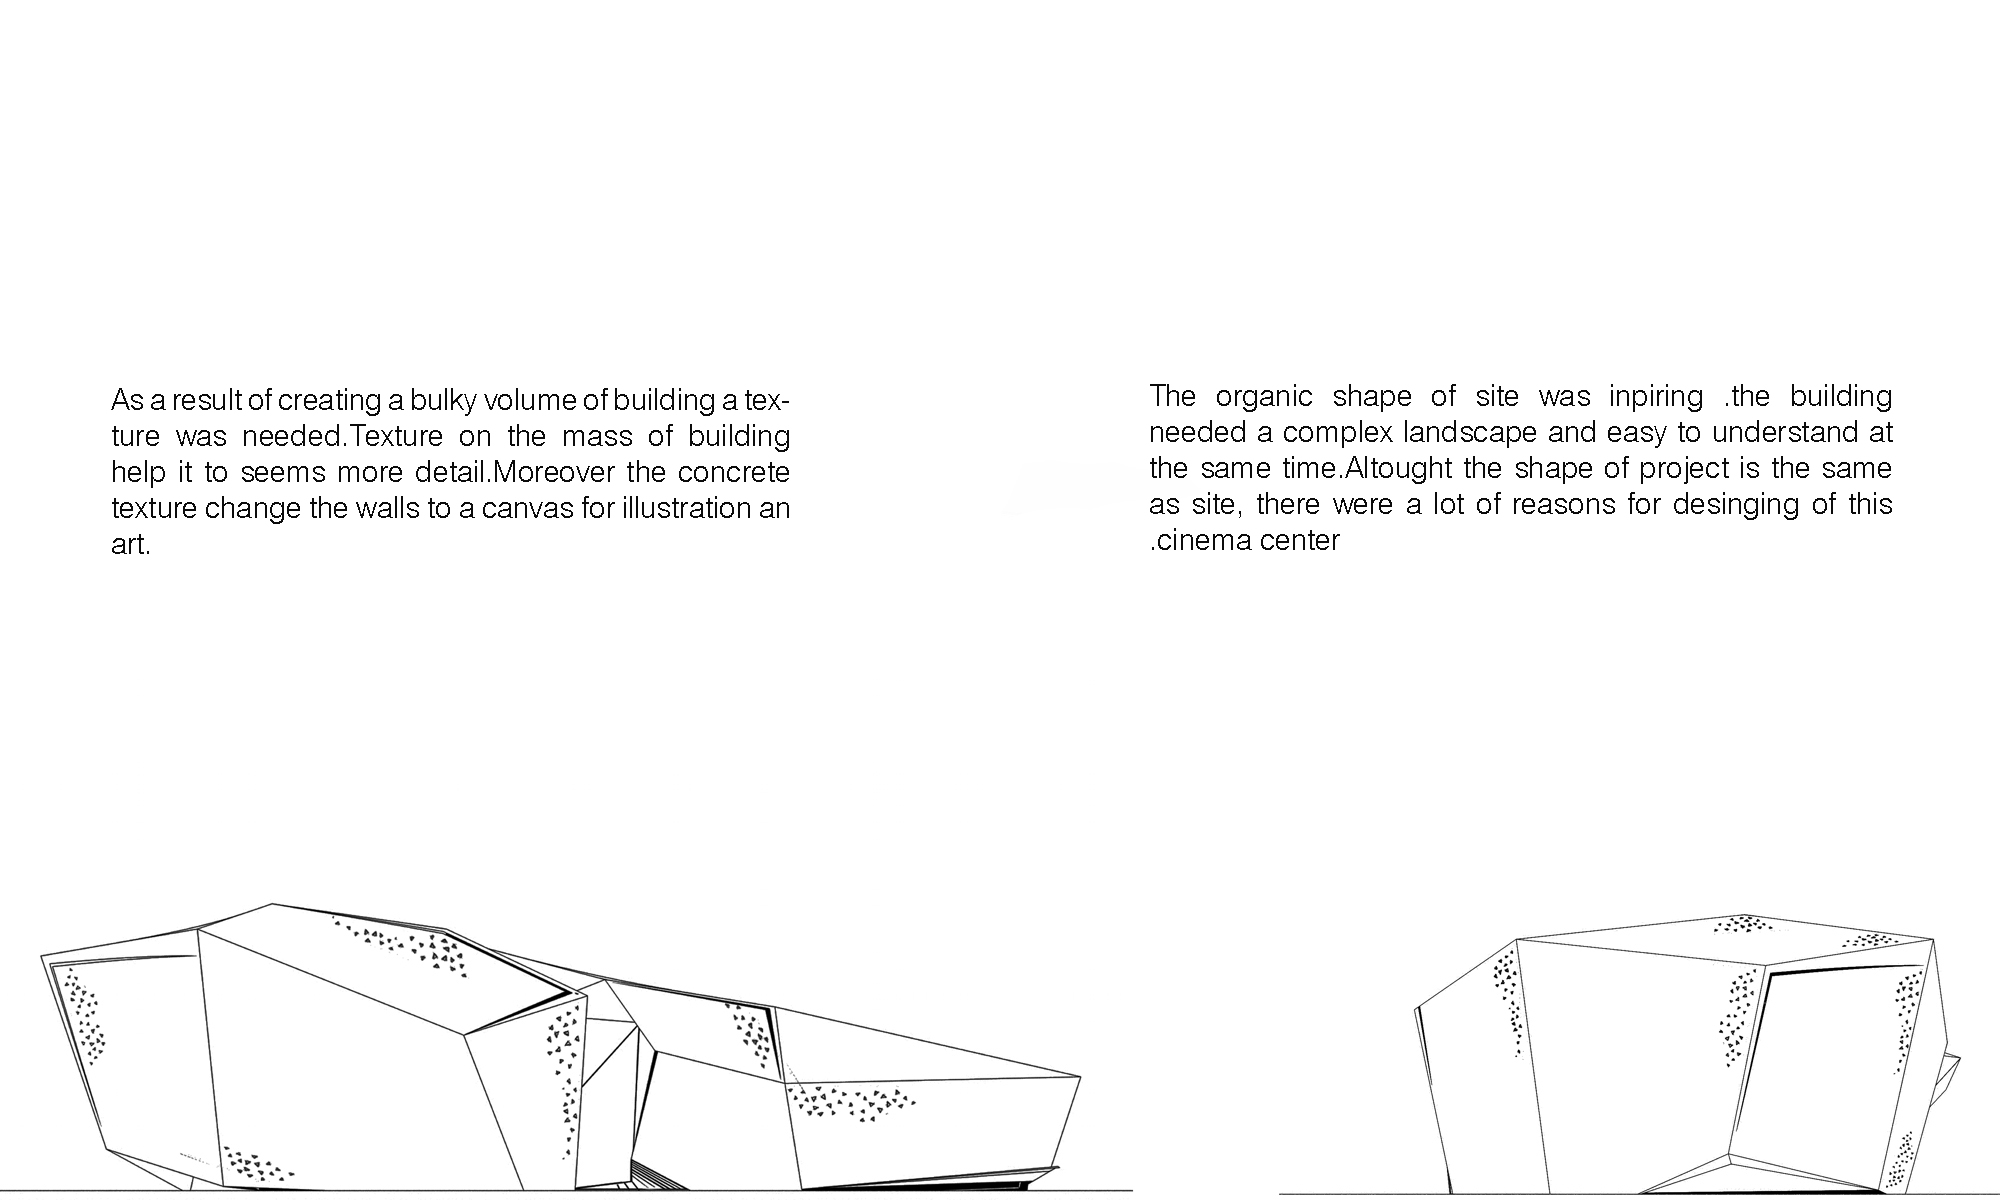 As a result of creating a bulky volume of building a tex-
ture was needed.Texture on the mass of building
help it to seems more detail.Moreover the concrete
texture change the walls to a canvas for illustration an
art.
The organic shape of site was inpiring .the building
needed a complex landscape and easy to understand at
the same time.Altought the shape of project is the same
as site, there were a lot of reasons for desinging of this
.cinema center